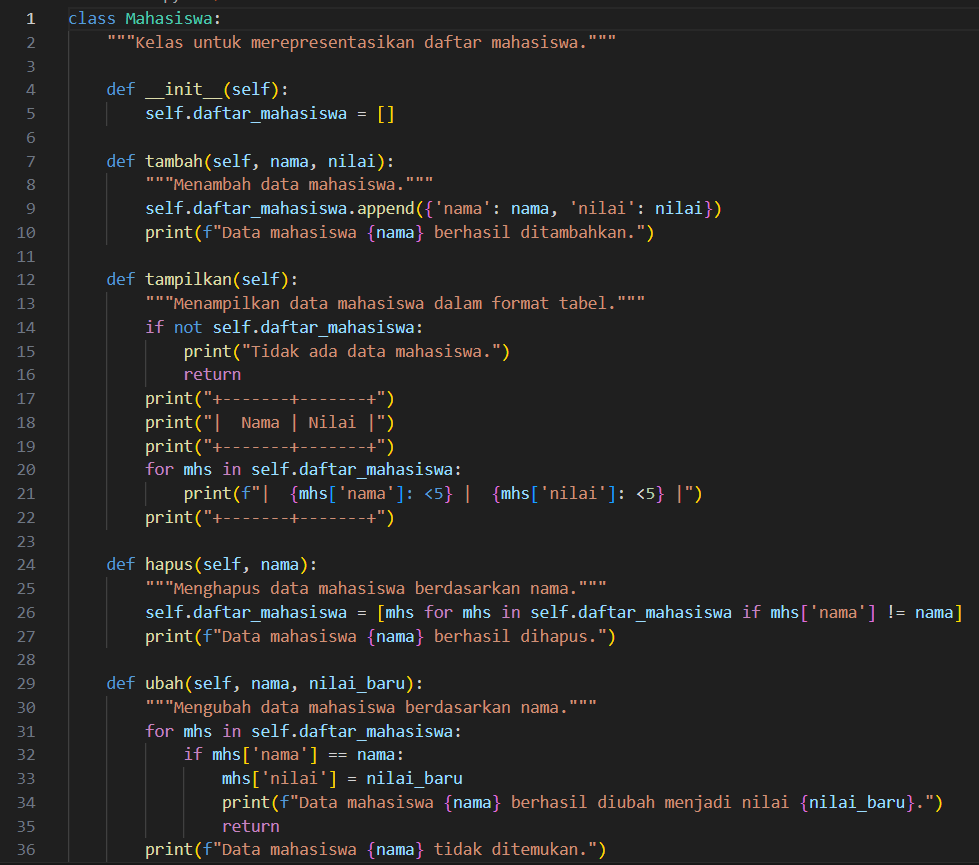 1 class Mahasiswa:
2     """Kelas untuk merepresentasikan daftar mahasiswa."""
3
4     def __init__(self):
5         self.daftar_mahasiswa = []
6
7     def tambah(self, nama, nilai):
8         """Menambah data mahasiswa."""
9         self.daftar_mahasiswa.append({'nama': nama, 'nilai': nilai})
10         print(f"Data mahasiswa {nama} berhasil ditambahkan.")
11
12     def tampilkan(self):
13         """Menampilkan data mahasiswa dalam format tabel."""
14         if not self.daftar_mahasiswa:
15             print("Tidak ada data mahasiswa.")
16             return
17         print("+-------+-------+")
18         print("|  Nama | Nilai |")
19         print("+-------+-------+")
20         for mhs in self.daftar_mahasiswa:
21             print(f"|  {mhs['nama']: <5} |  {mhs['nilai']: <5} |")
22         print("+-------+-------+")
23
24     def hapus(self, nama):
25         """Menghapus data mahasiswa berdasarkan nama."""
26         self.daftar_mahasiswa = [mhs for mhs in self.daftar_mahasiswa if mhs['nama'] != nama]
27         print(f"Data mahasiswa {nama} berhasil dihapus.")
28
29     def ubah(self, nama, nilai_baru):
30         """Mengubah data mahasiswa berdasarkan nama."""
31         for mhs in self.daftar_mahasiswa:
32             if mhs['nama'] == nama:
33                 mhs['nilai'] = nilai_baru
34                 print(f"Data mahasiswa {nama} berhasil diubah menjadi nilai {nilai_baru}.")
35                 return
36         print(f"Data mahasiswa {nama} tidak ditemukan.")